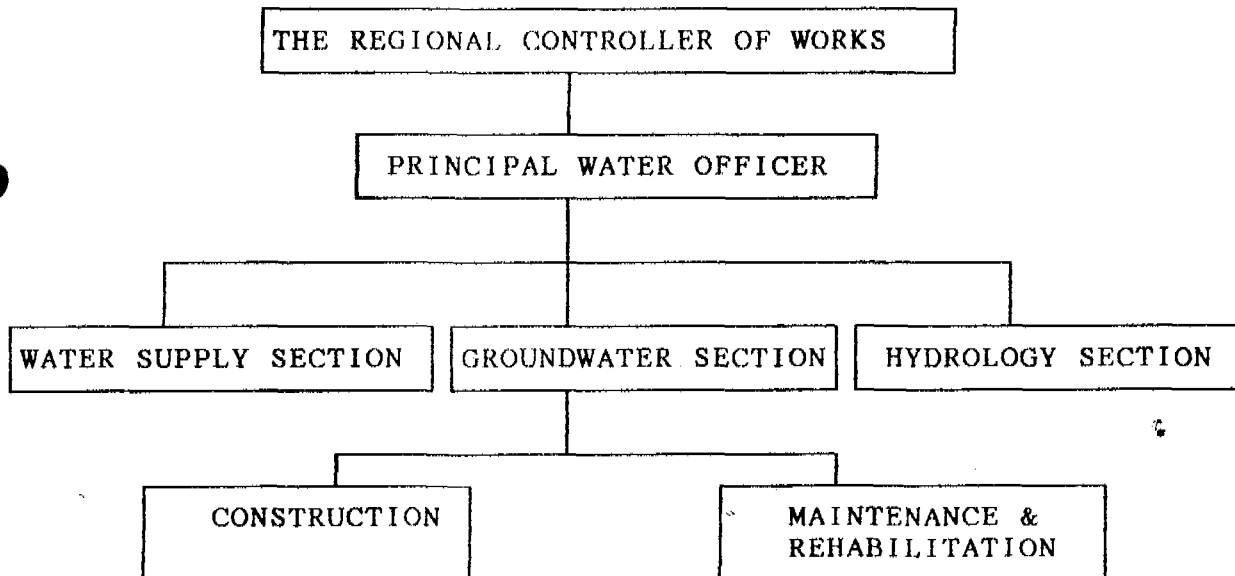 THE REGIONAL CONTROLLER OF WORKS
PRINCIPAL WATER OFFICER
WATER SUPPLY SECTION
GROUNDWATER SECTION
HYDROLOGY SECTION
CONSTRUCTION
MAINTENANCE &
REHABILITATION